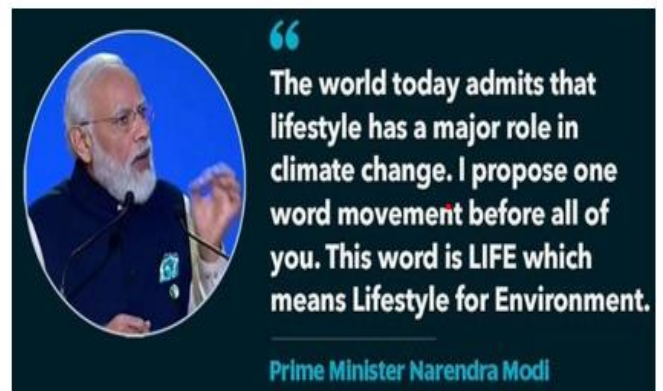 “
The world today admits that
lifestyle has a major role in
climate change. I propose one
word movement before all of
you. This word is LIFE which
means Lifestyle for Environment.
Prime Minister Narendra Modi